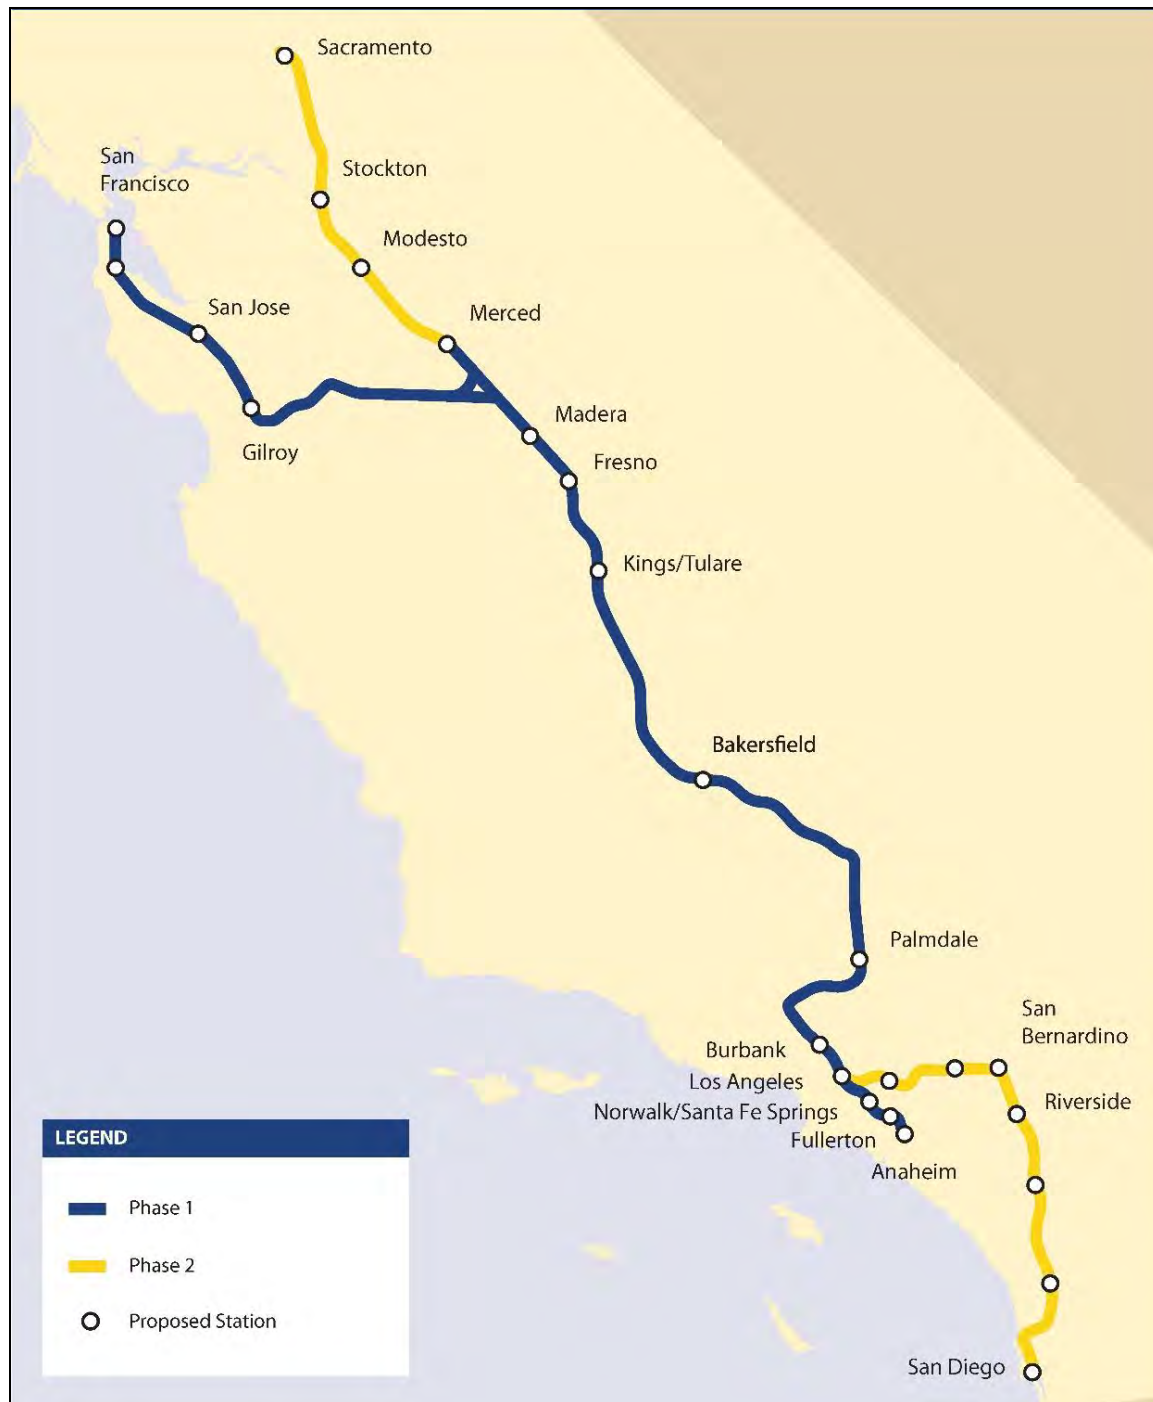 Sacramento
San
Francisco
Stockton
Modesto
San Jose
Merced
Madera
Gilroy
Fresno
Kings/Tulare
Bakersfield
Palmdale
San
Bernardino
Burbank
Los Angeles
Riverside
Norwalk/Santa Fe Springs
Fullerton
Anaheim
San Diego
LEGEND
Phase 1
Phase 2
Proposed Station